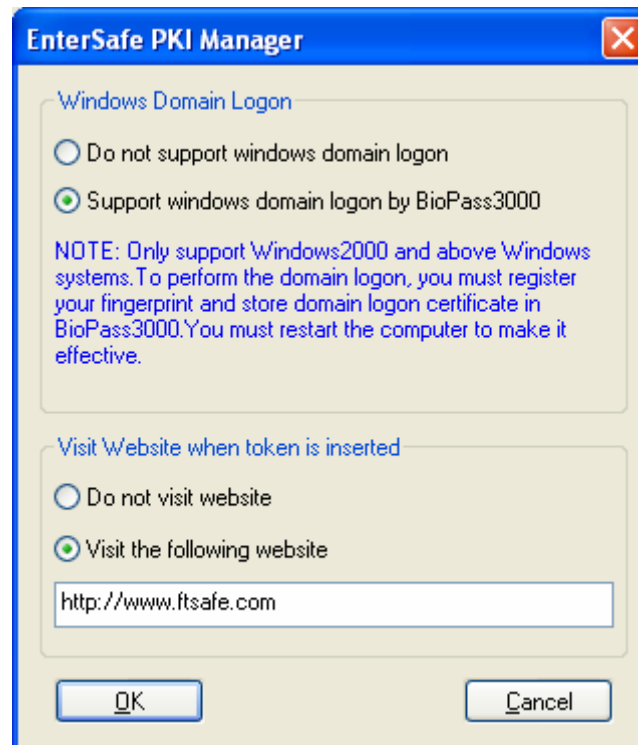 EnterSafe PKI Manager
Windows Domain Logon
Do not support windows domain logon
Support windows domain logon by BioPass3000
NOTE: Only support Windows2000 and above Windows
systems.To perform the domain logon, you must register
your fingerprint and store domain logon certificate in
BioPass3000.You must restart the computer to make it
effective.
Visit Website when token is inserted
Do not visit website
Visit the following website
http://www.ftsafe.com
OK
Cancel